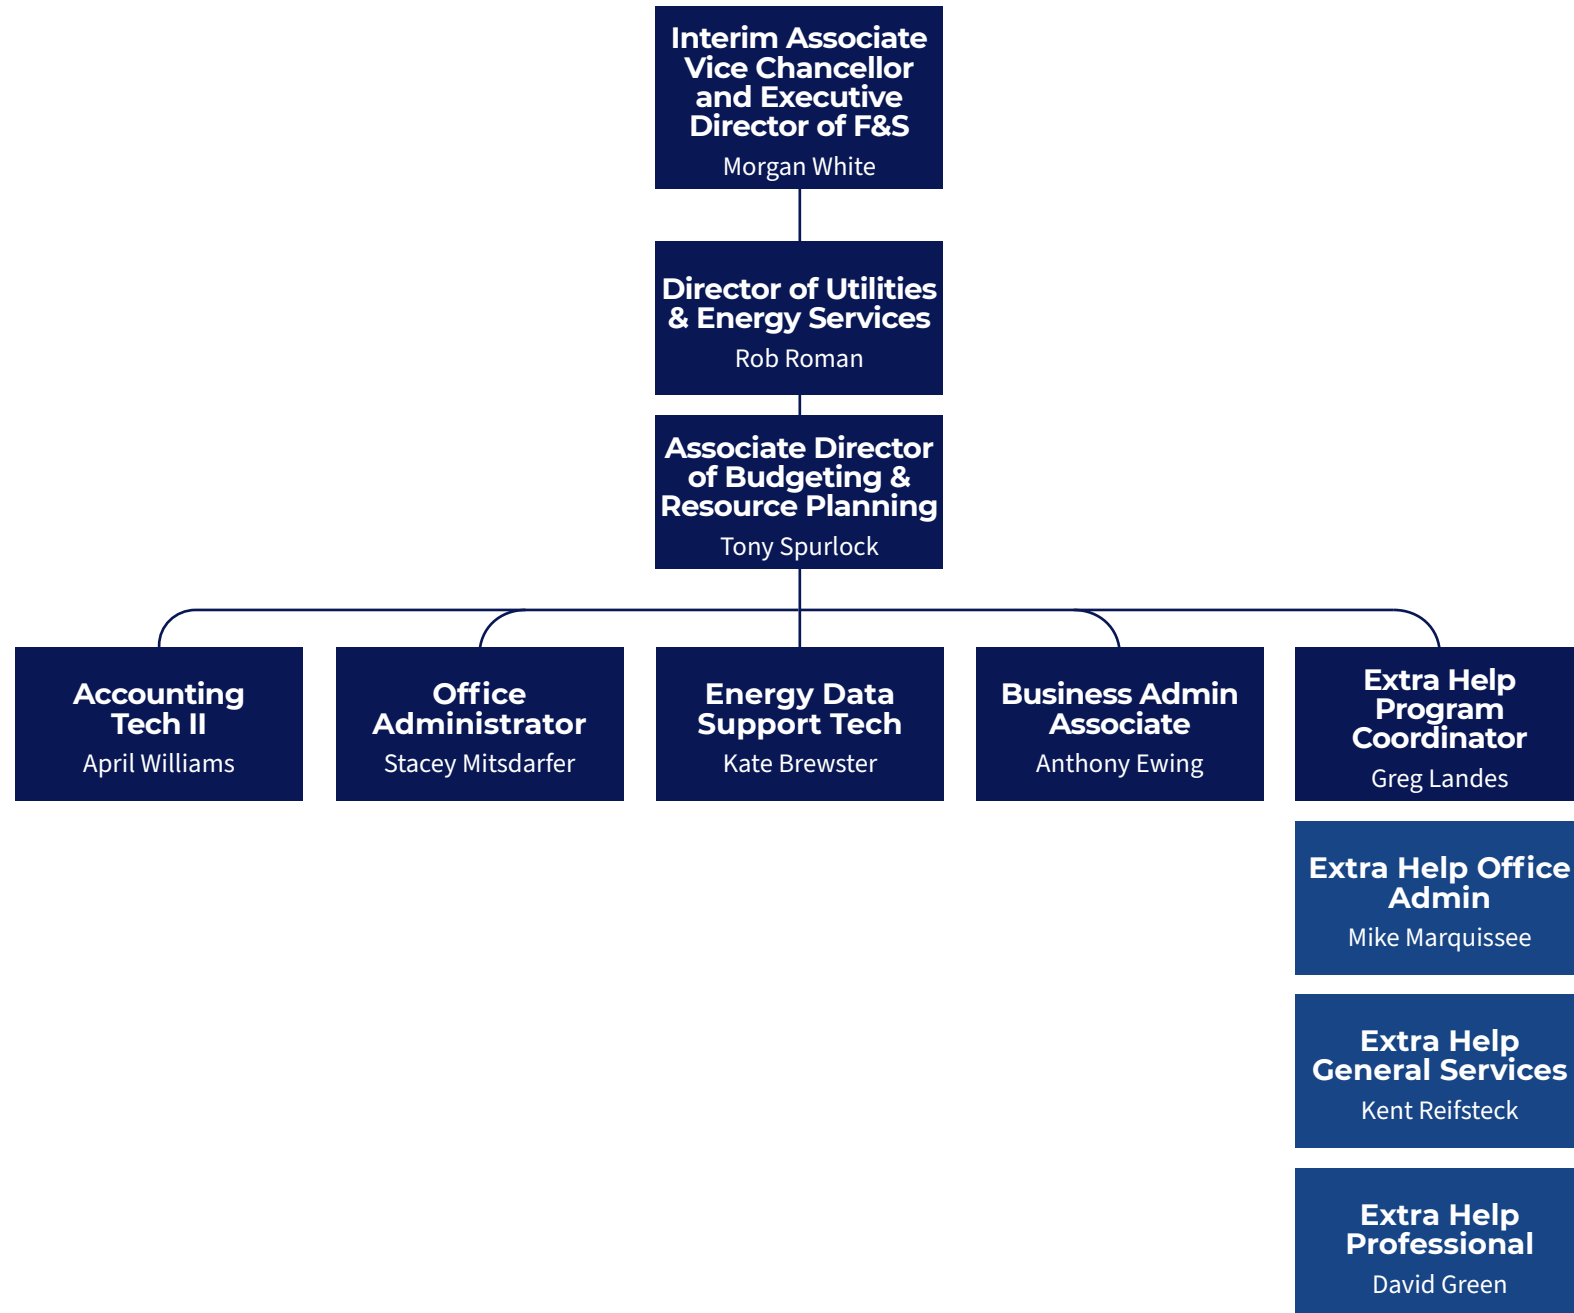 Interim Associate
Vice Chancellor
and Executive
Director of F&S
Morgan White
Director of Utilities
& Energy Services
Rob Roman
Associate Director
of Budgeting &
Resource Planning
Tony Spurlock
Accounting
Tech II
April Williams
Office
Administrator
Stacey Mitsdarfer
Energy Data
Support Tech
Kate Brewster
Business Admin
Associate
Anthony Ewing
Extra Help
Program
Coordinator
Greg Landes
Extra Help Office
Admin
Mike Marquissee
Extra Help
General Services
Kent Reifsteck
Extra Help
Professional
David Green